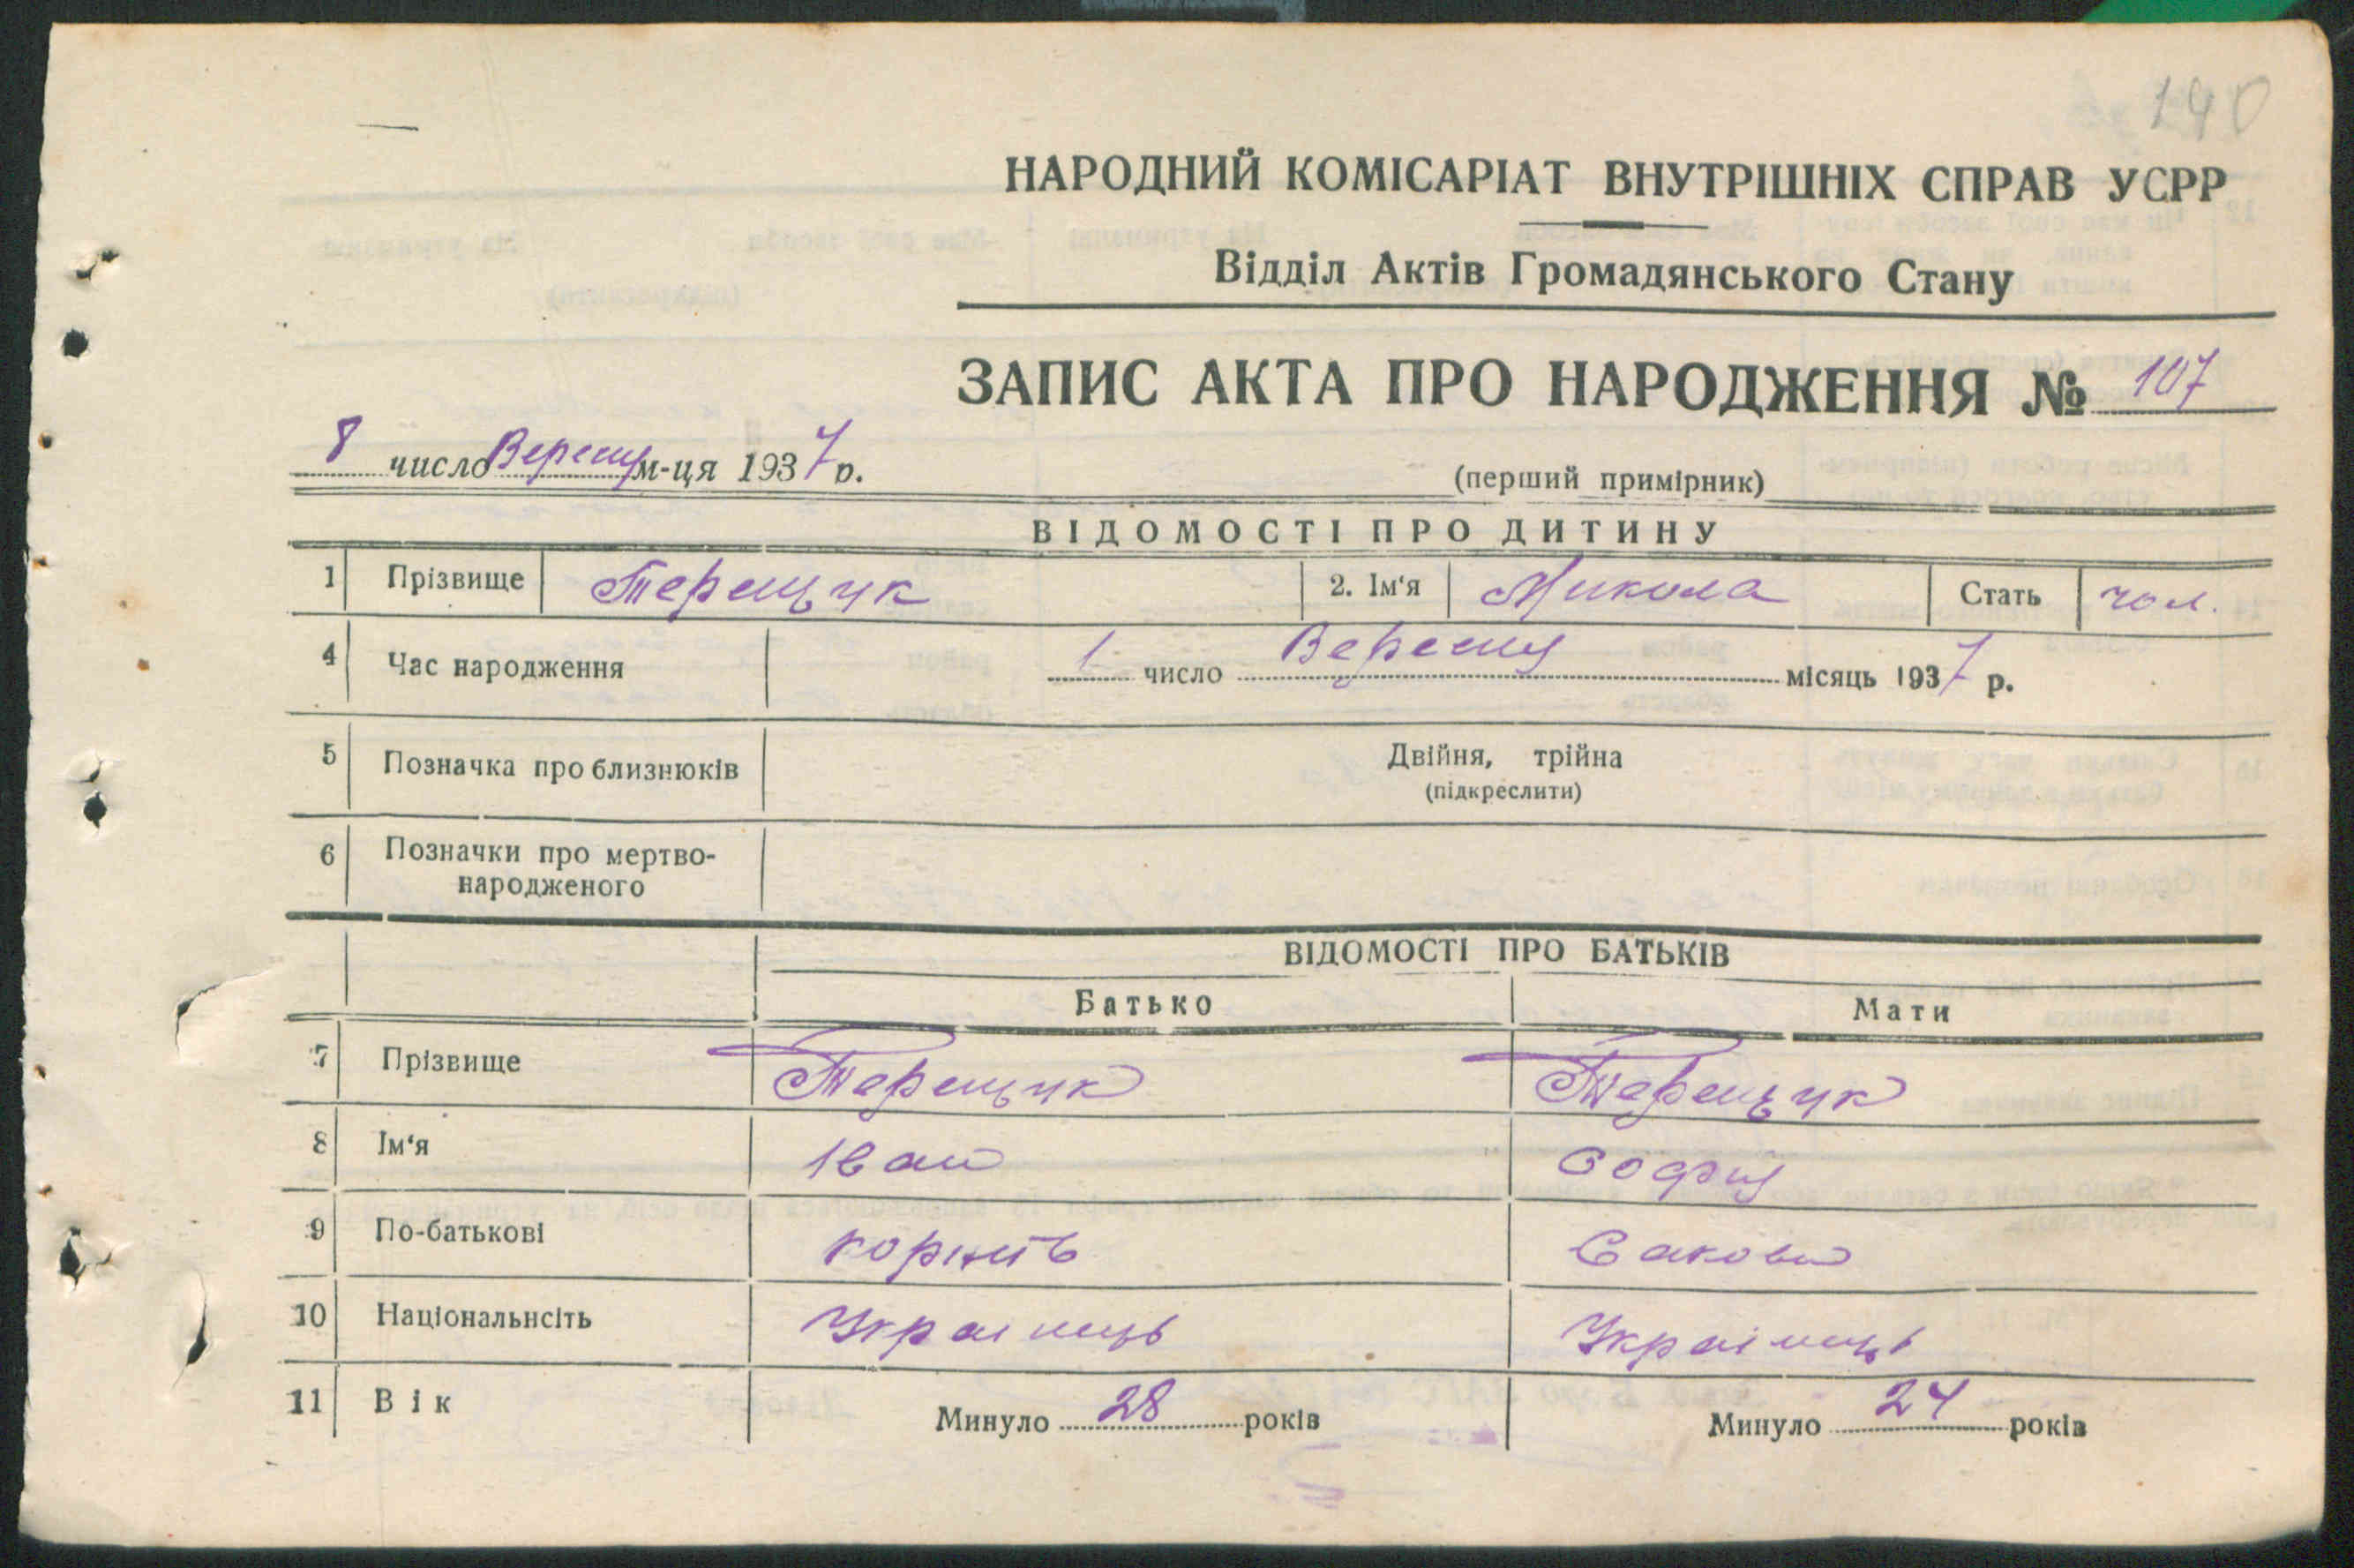 140
НАРОДНИЙ КОМІСАРІАТ ВНУТРІШНІХ СПРАВ УСРР
Відділ Актів Громадянського Стану
ЗАПИС АКТА ПРО НАРОДЖЕННЯ № 107
8 число Вересня м-ця 1937 р.
(перший примірник)
ВІДОМОСТІ ПРО ДИТИНУ
1 Прізвище Терещук 2. Ім'я Микола Стать чол.
4 Час народження 1 число Вересня місяць 1937 р.
5 Позначка про близнюків Двійня, трійна
(підкреслити)
6 Позначки про мертво-
народженого
ВІДОМОСТІ ПРО БАТЬКІВ
Батько Мати
7 Прізвище Терещук Терещук
8 Ім'я Іван Софія
9 По-батькові
10 Національнсіть Українець Українець
11 Вік Минуло 28 років Минуло 24 років